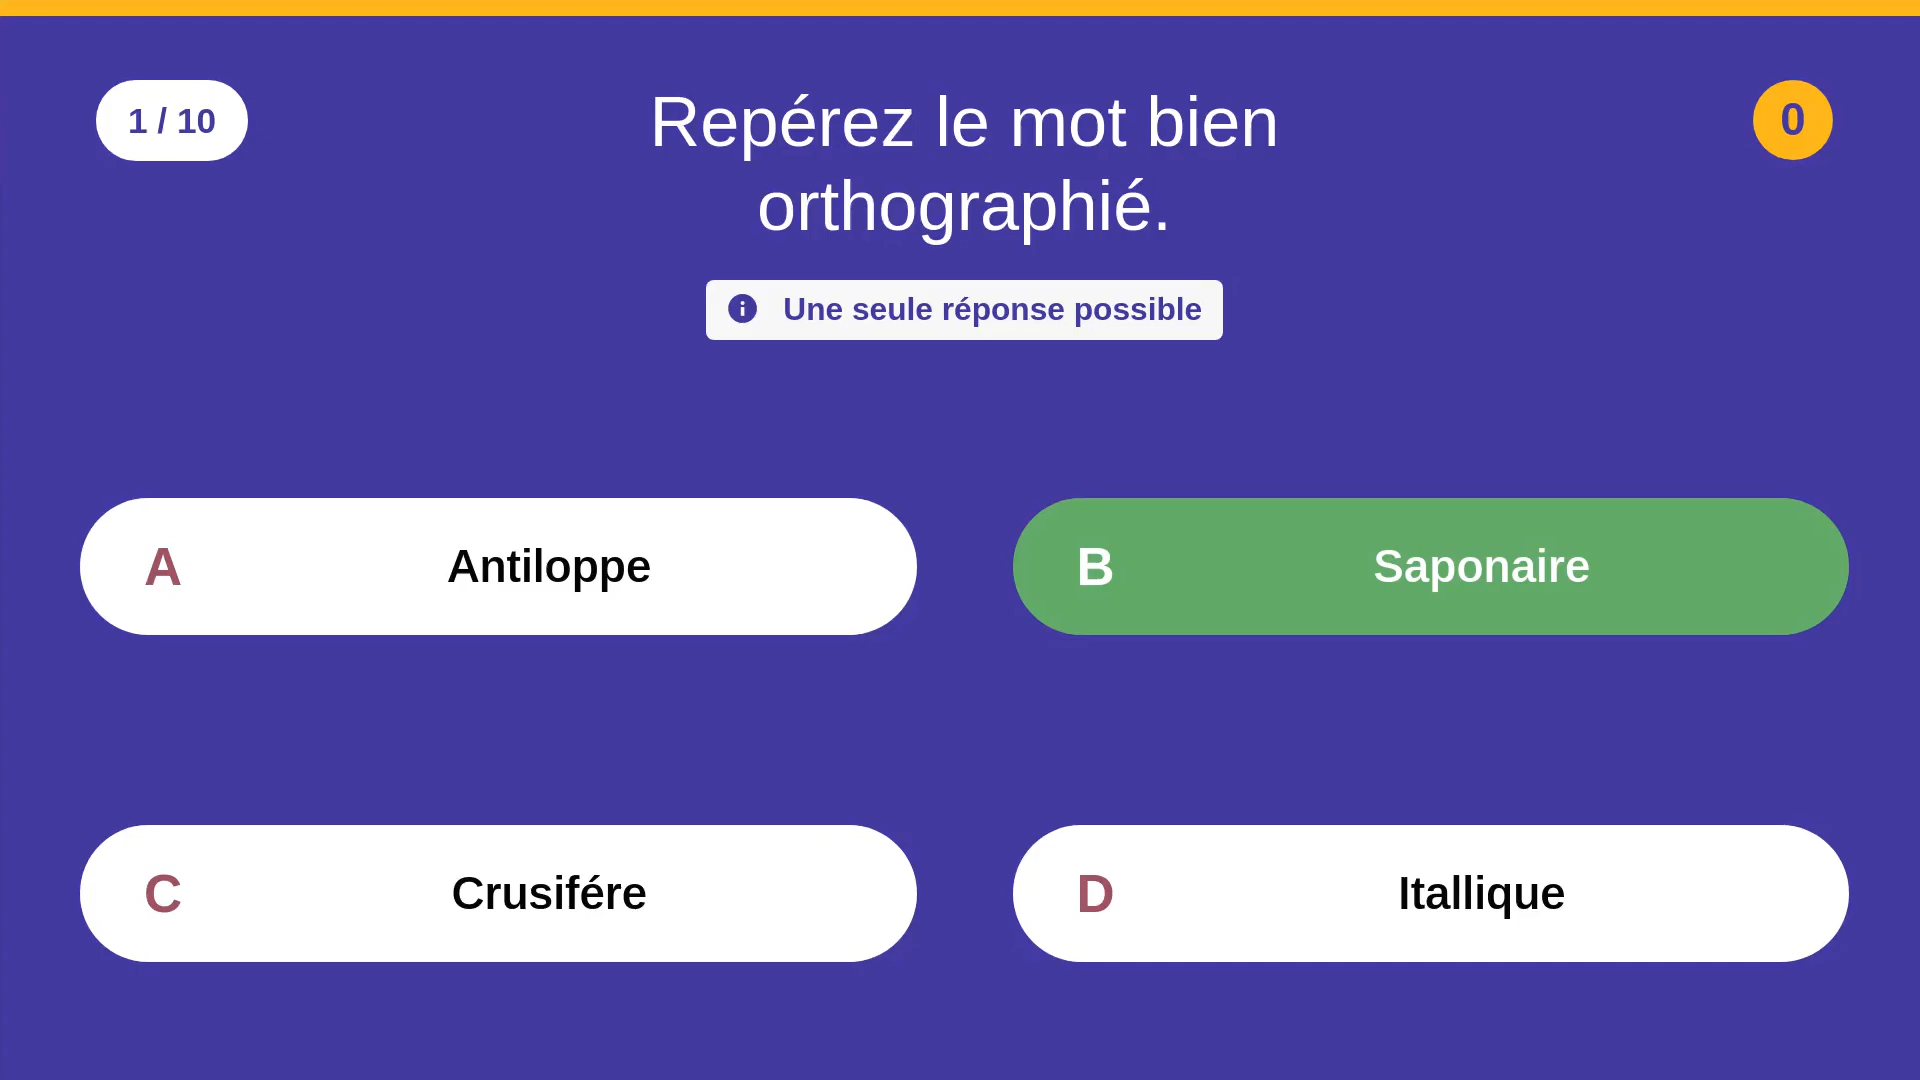 1 / 10
Repérez le mot bien
orthographié.
0
Une seule réponse possible
A
Antiloppe
B
Saponaire
C
Crusifére
D
Itallique